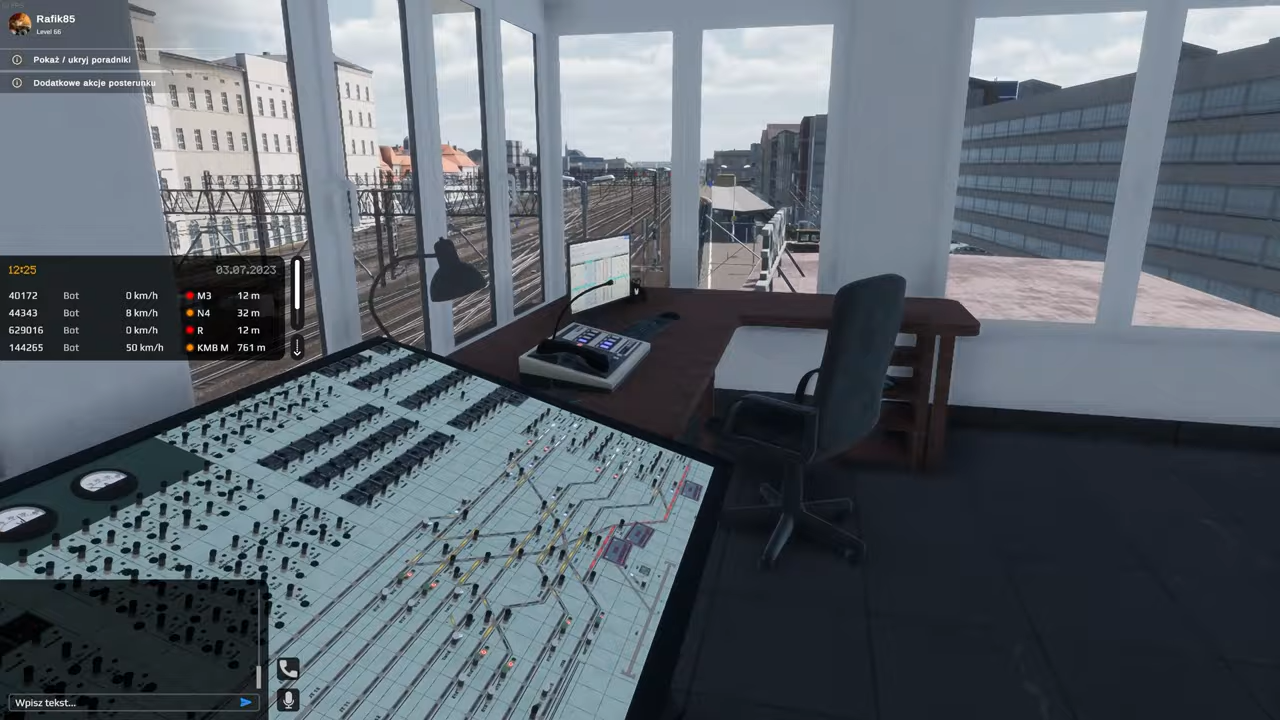 Rafik85
Level 66
Pokaż / ukryj poradniki
Dodatkowe akcje posterunku
12:25 03.07.2023
40172 Bot 0 km/h M3 12 m
44343 Bot 8 km/h N4 32 m
629016 Bot 0 km/h R 12 m
144265 Bot 50 km/h KMB M 761 m
Wpisz tekst...